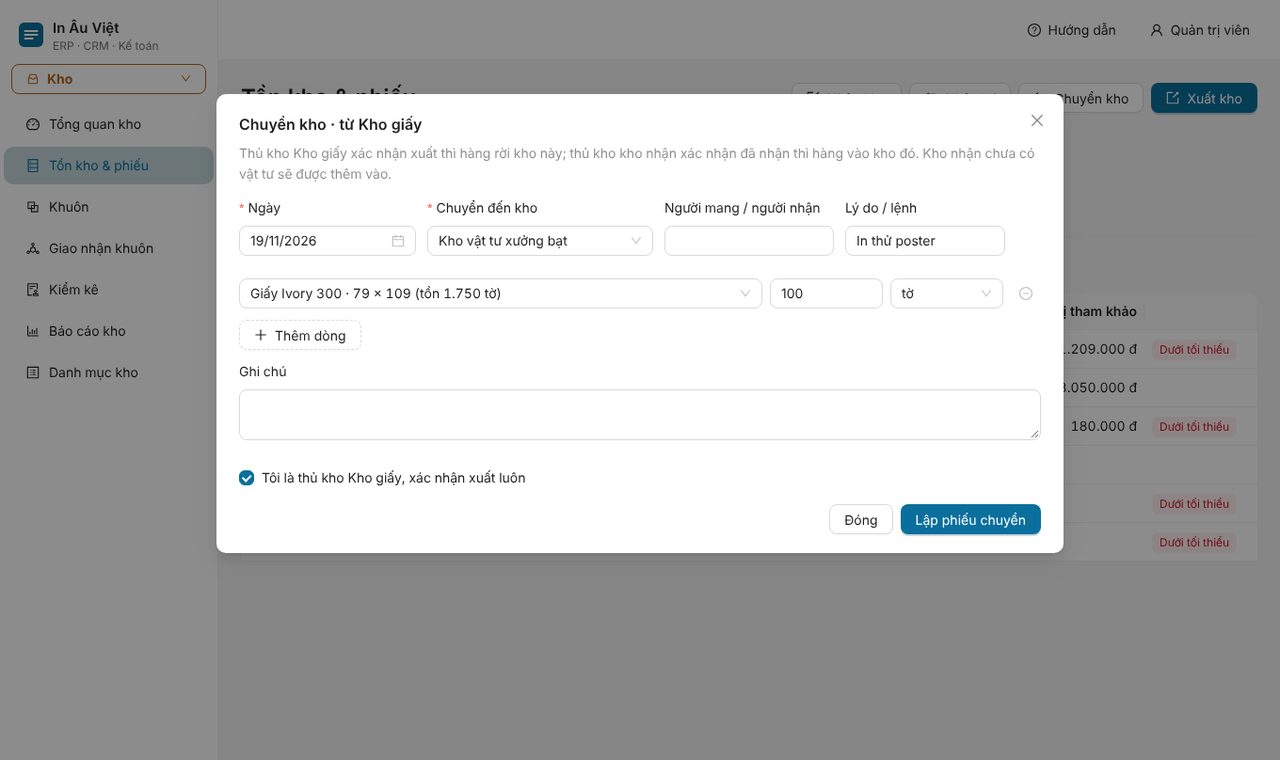 In Âu Việt
ERP · CRM · Kế toán
Hướng dẫn
Quản trị viên
Kho
Tổng quan kho
Tồn kho & phiếu
Khuôn
Giao nhận khuôn
Kiểm kê
Báo cáo kho
Danh mục kho
Tồn kho & phiếu
Chuyển kho
Xuất kho
Chuyển kho · từ Kho giấy
Thủ kho Kho giấy xác nhận xuất thì hàng rời kho này; thủ kho kho nhận xác nhận đã nhận thì hàng vào kho đó. Kho nhận chưa có
vật tư sẽ được thêm vào.
* Ngày
* Chuyển đến kho
Người mang / người nhận
Lý do / lệnh
19/11/2026
Kho vật tư xưởng bạt
In thử poster
Giấy Ivory 300 · 79 × 109 (tồn 1.750 tờ)
100
tờ
+ Thêm dòng
Ghi chú
Tôi là thủ kho Kho giấy, xác nhận xuất luôn
Đóng
Lập phiếu chuyển
tham khảo
.209.000 đ
Dưới tối thiểu
.050.000 đ
180.000 đ
Dưới tối thiểu
Dưới tối thiểu
Dưới tối thiểu